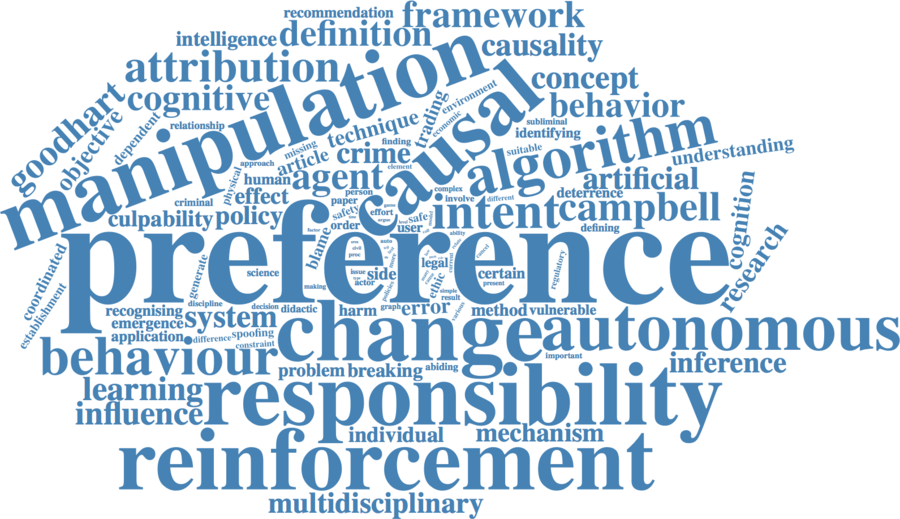 recommendation
framework
intelligence
definition
causality
attribution
manipulation
causal
concept
goodhart
cognitive
objective
dependent
relationship
missing
technique
trading
economic
environment
behavior
subliminal
identifying
finding
algorithm
understanding
approach
article
crime
element
suitable
physical
human
agent
artificial
criminal
effect
person
paper
complex
involve
different
deterrence
culpability
policy
safety
effort
order
safe
user
intent
campbell
defining
cognition
research
factor
blame
ability
preference
coordinated
establishment
generate
science
making
issue
actor
side
auto
civil
legal
ethic
current
certain
present
regulatory
policies
simple
result
various
recognising
discipline
decision
didactic
harm
graph
error
method
vulnerable
emergence
system
application
difference
spoofing
constraint
change
autonomous
important
behaviour
problem
breaking
abiding
inference
learning
influence
responsibility
individual
mechanism
reinforcement
multidisciplinary